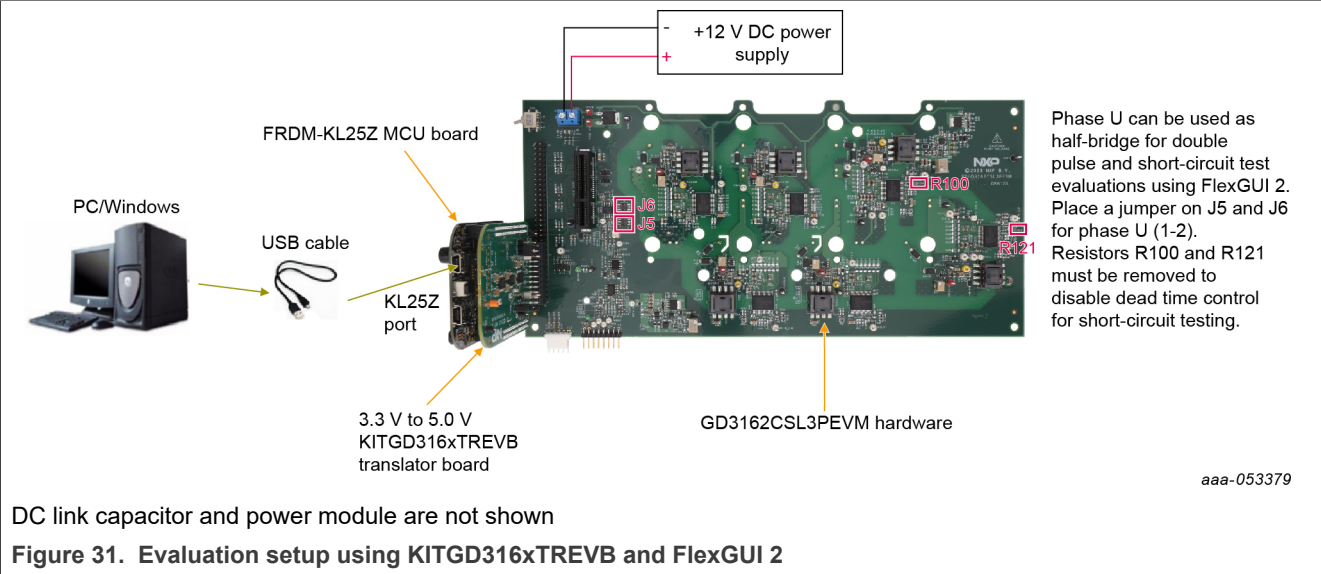 -
+12 V DC power
supply
+
FRDM-KL25Z MCU board
PC/Windows
USB cable
KL25Z
port
3.3 V to 5.0 V
KITGD316xTREVB
translator board
J6
J5
R100
R121
NXP
GD3162CSL3PEVM hardware
Phase U can be used as
half-bridge for double
pulse and short-circuit test
evaluations using FlexGUI 2.
Place a jumper on J5 and J6
for phase U (1-2).
Resistors R100 and R121
must be removed to
disable dead time control
for short-circuit testing.
aaa-053379
DC link capacitor and power module are not shown
Figure 31. Evaluation setup using KITGD316xTREVB and FlexGUI 2